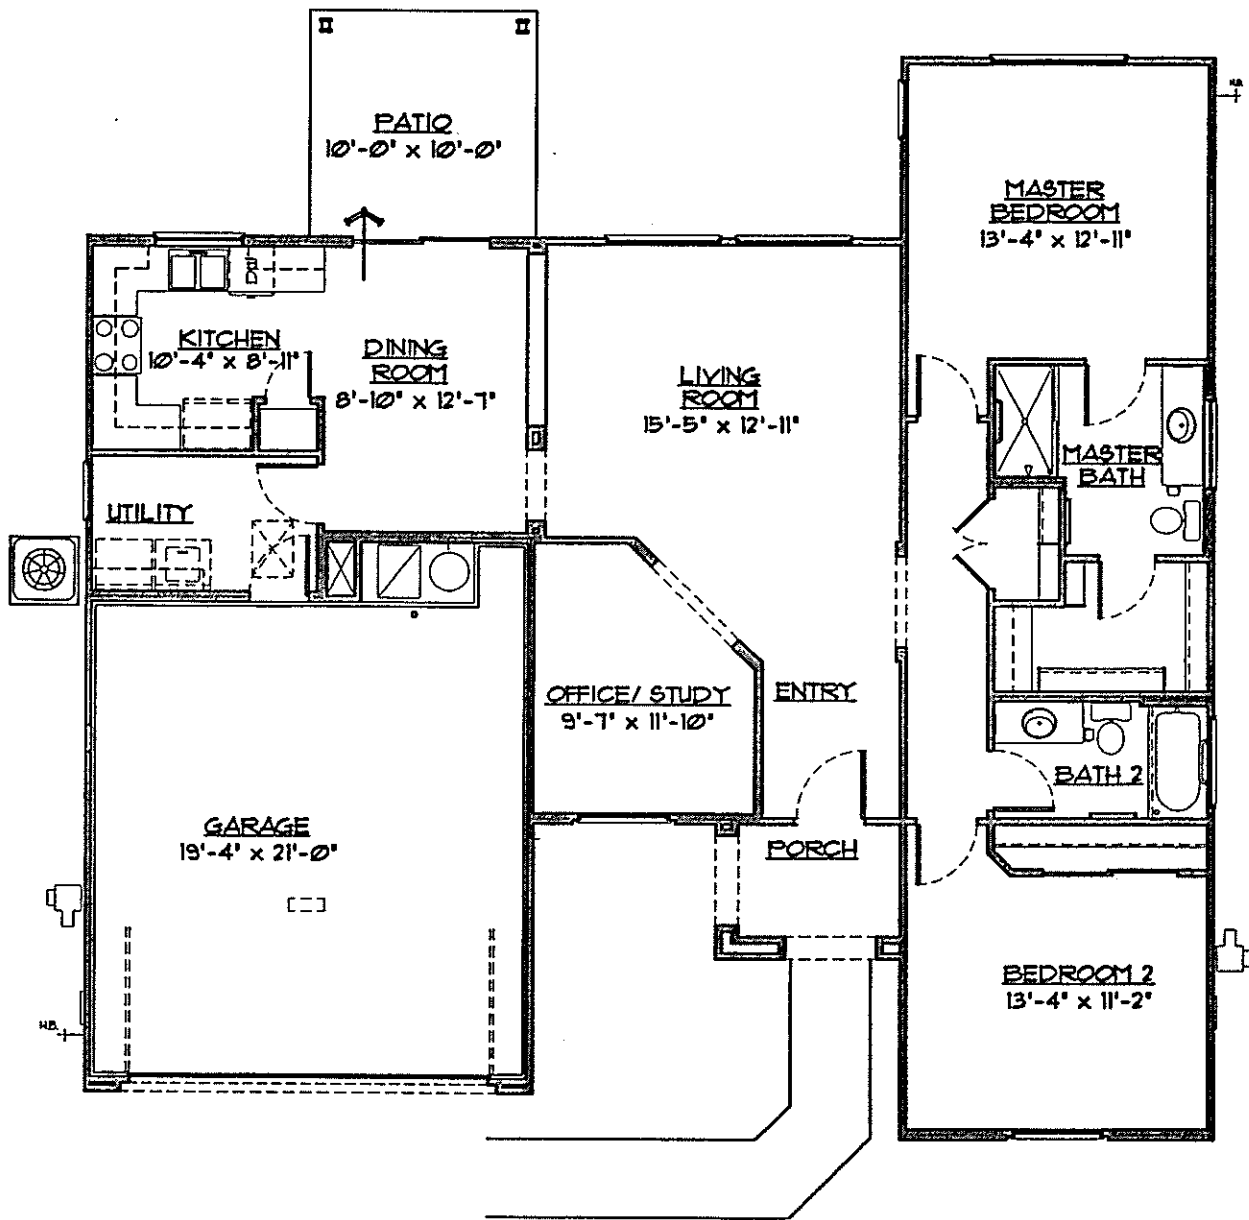 PATIO
10'-0" x 10'-0"
H.B.
MASTER
BEDROOM
13'-4" x 12'-11"
DW
KITCHEN
10'-4" x 8'-11"
DINING
ROOM
8'-10" x 12'-7"
LIVING
ROOM
15'-5" x 12'-11"
MASTER
BATH
UTILITY
OFFICE/ STUDY
9'-7" x 11'-10"
ENTRY
BATH 2
GARAGE
19'-4" x 21'-0"
PORCH
BEDROOM 2
13'-4" x 11'-2"
H.B.